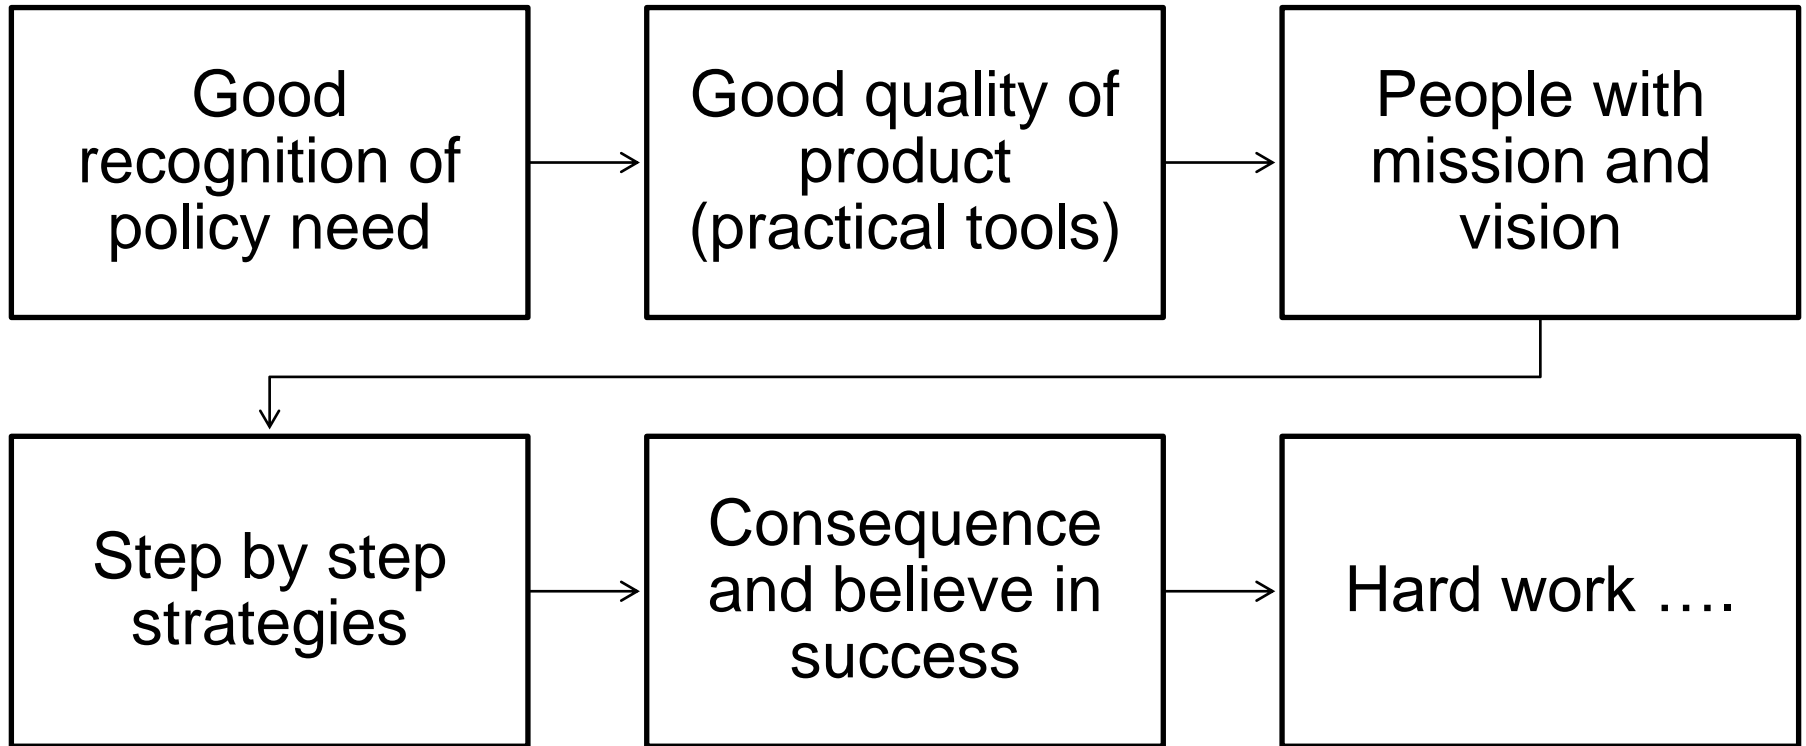 Good
recognition of
policy need
Good quality of
product
(practical tools)
People with
mission and
vision
Step by step
strategies
Consequence
and believe in
success
Hard work ….